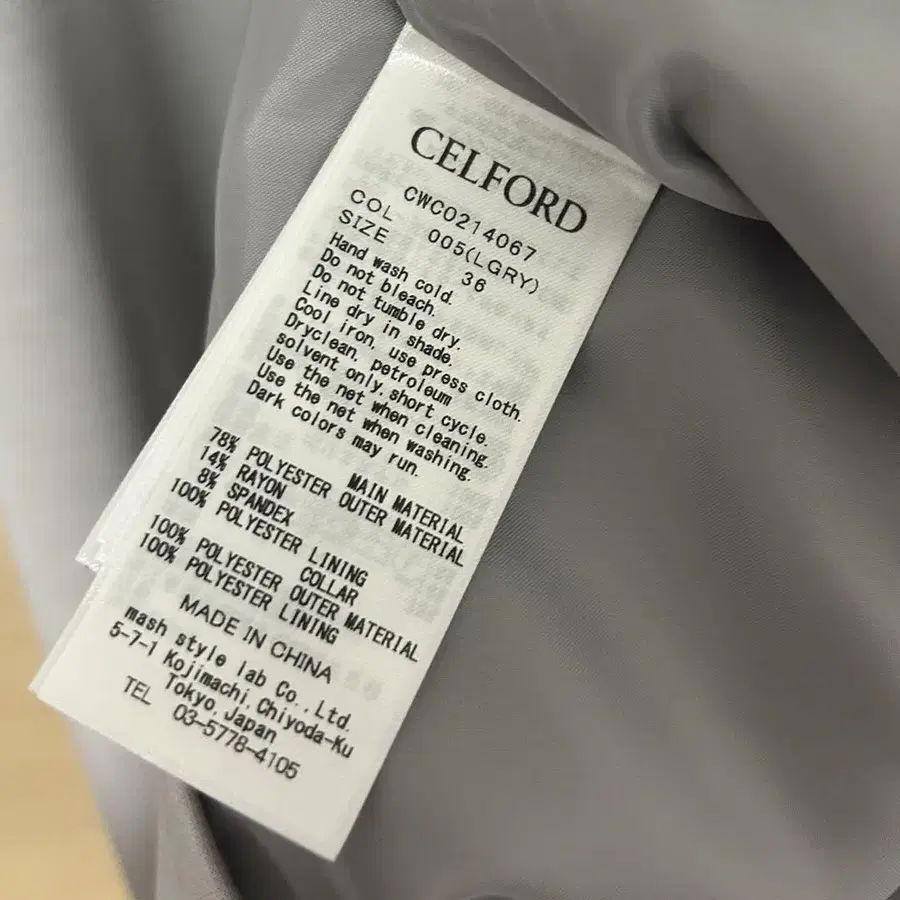 CELFORD
CWCO214067
COL 005(LGRY)
SIZE 36
Hand wash cold.
Do not bleach.
Do not tumble dry.
Line dry in shade.
Cool iron, use press cloth.
Dryclean, petroleum
solvent only,short cycle.
Use the net when cleaning.
Use the net when washing.
Dark colors may run.
MAIN MATERIAL
78% POLYESTER OUTER MATERIAL
14% RAYON
8% SPANDEX
100% POLYESTER LINING
COLLAR
100% POLYESTER OUTER MATERIAL
100% POLYESTER LINING
MADE IN CHINA
mash style lab Co.,Ltd.
5-7-1 Kojimachi,Chiyoda-Ku
Tokyo,Japan
TEL 03-5778-4105